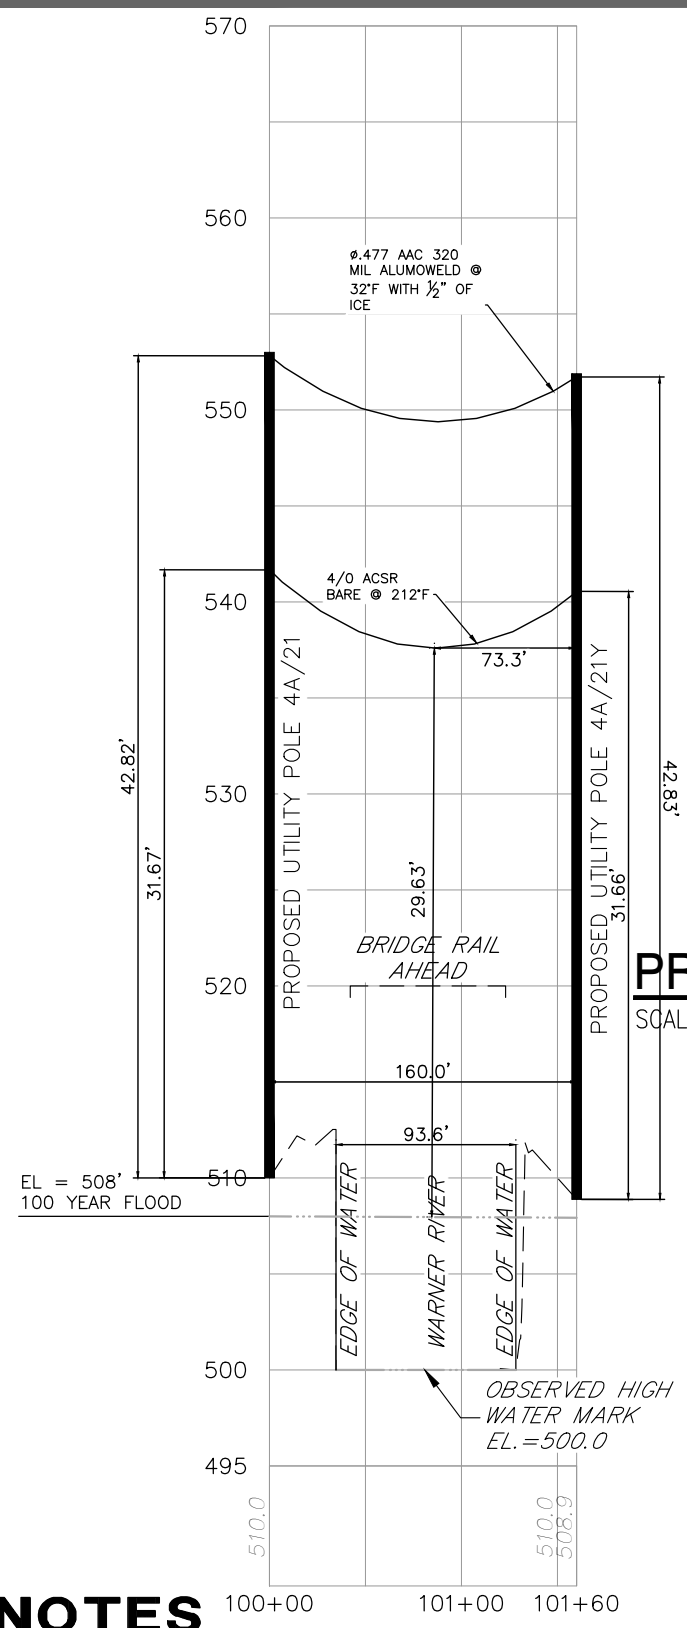 570
560
Ø.477 AAC 320
MIL ALUMOWELD @
32°F WITH ½" OF
ICE
550
4/0 ACSR
BARE @ 212°F
540
73.3'
42.82'
31.67'
PROPOSED UTILITY POLE 4A/21
29.63'
PROPOSED UTILITY POLE 4A/21Y
31.66'
42.83'
530
BRIDGE RAIL
AHEAD
520
PR
SCAL
160.0'
93.6'
510
EL = 508'
100 YEAR FLOOD
EDGE OF WATER
WARNER RIVER
EDGE OF WATER
500
OBSERVED HIGH
WATER MARK
EL.=500.0
495
510.0
510.0
508.9
NOTES
100+00
101+00
101+60